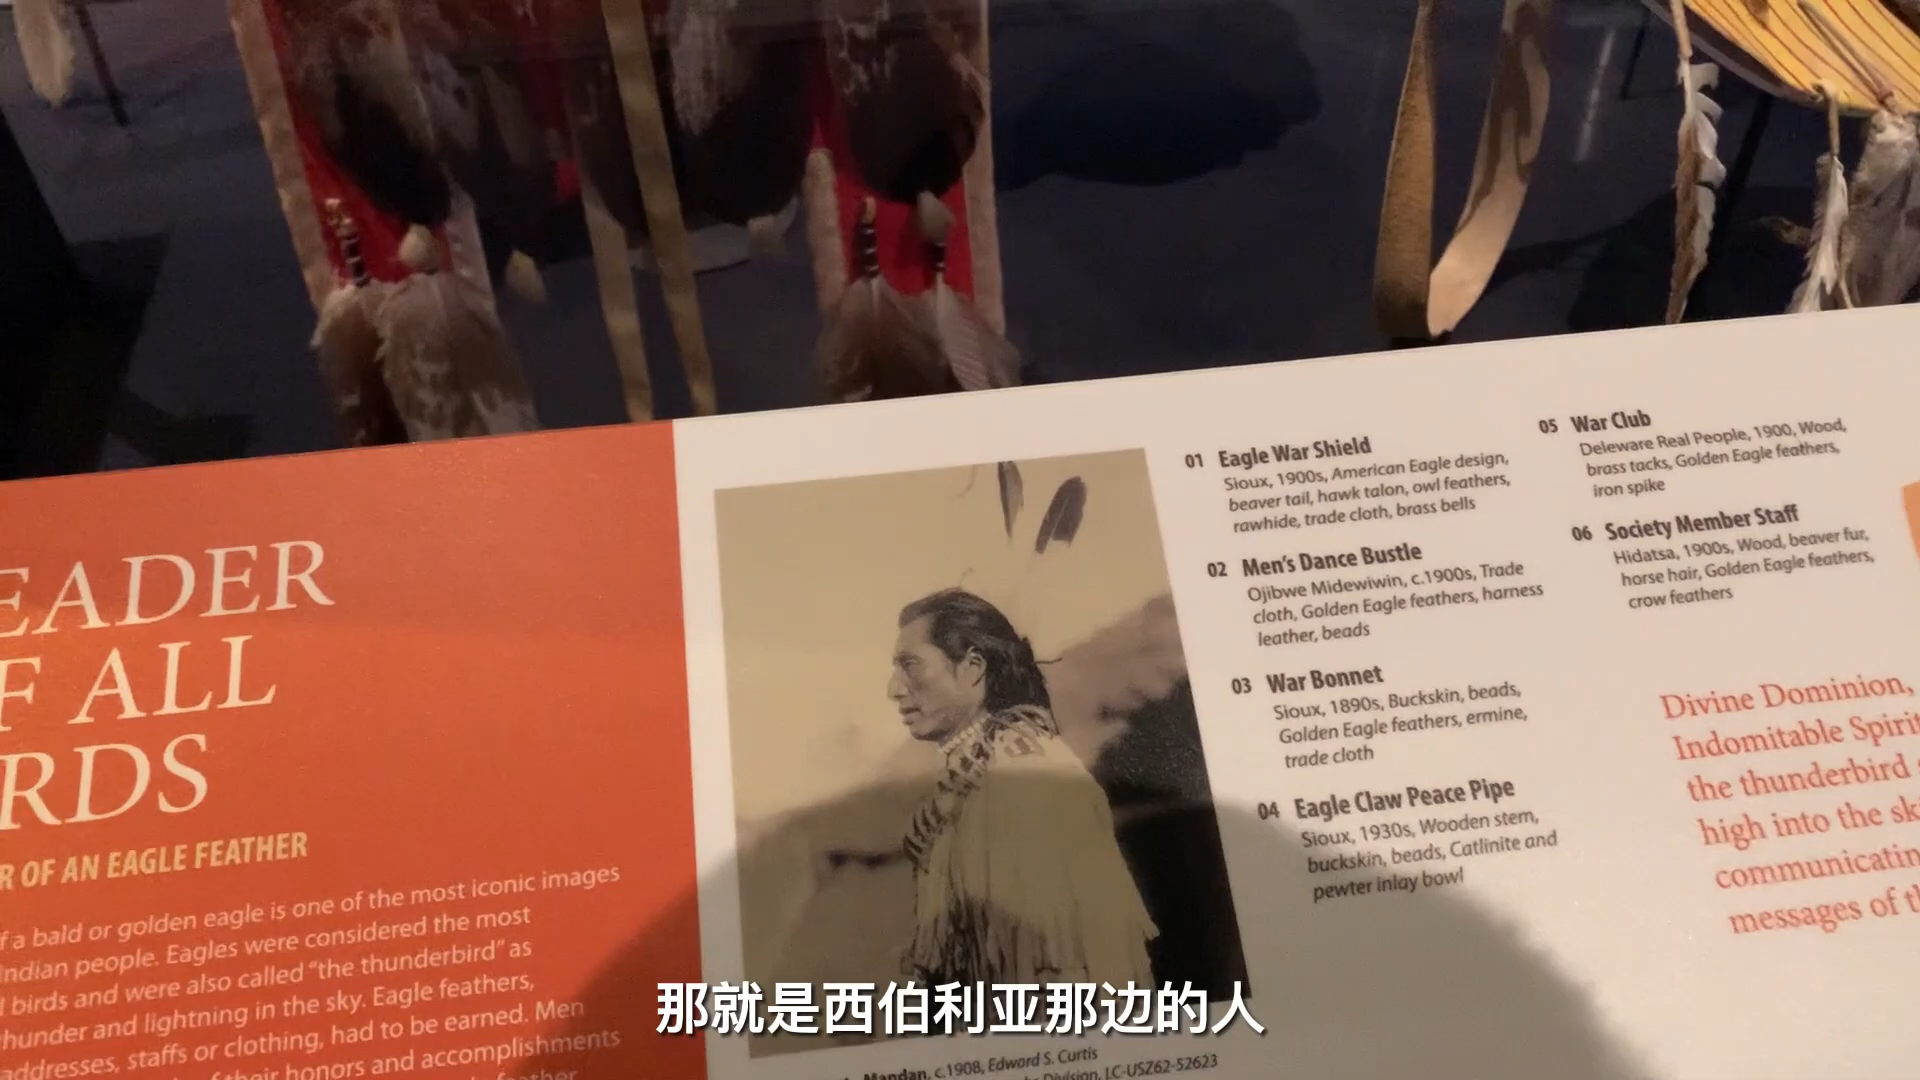 EADER
F ALL
RDS
R OF AN EAGLE FEATHER
f a bald or golden eagle is one of the most iconic images
ndian people. Eagles were considered the most
l birds and were also called “the thunderbird” as
hunder and lightning in the sky. Eagle feathers,
addresses, staffs or clothing, had to be earned. Men
their honors and accomplishments
feather
Mandan, c.1908, Edward S. Curtis
Division, LC-USZ62-52623
01 Eagle War Shield
Sioux, 1900s, American Eagle design,
beaver tail, hawk talon, owl feathers,
rawhide, trade cloth, brass bells
02 Men's Dance Bustle
Ojibwe Midewiwin, c.1900s, Trade
cloth, Golden Eagle feathers, harness
leather, beads
03 War Bonnet
Sioux, 1890s, Buckskin, beads,
Golden Eagle feathers, ermine,
trade cloth
04 Eagle Claw Peace Pipe
Sioux, 1930s, Wooden stem,
buckskin, beads, Catlinite and
pewter inlay bowl
05 War Club
Deleware Real People, 1900, Wood,
brass tacks, Golden Eagle feathers,
iron spike
06 Society Member Staff
Hidatsa, 1900s, Wood, beaver fur,
horse hair, Golden Eagle feathers,
crow feathers
Divine Dominion,
Indomitable Spirit
the thunderbird
high into the sk
communicatin
messages of th
那就是西伯利亚那边的人